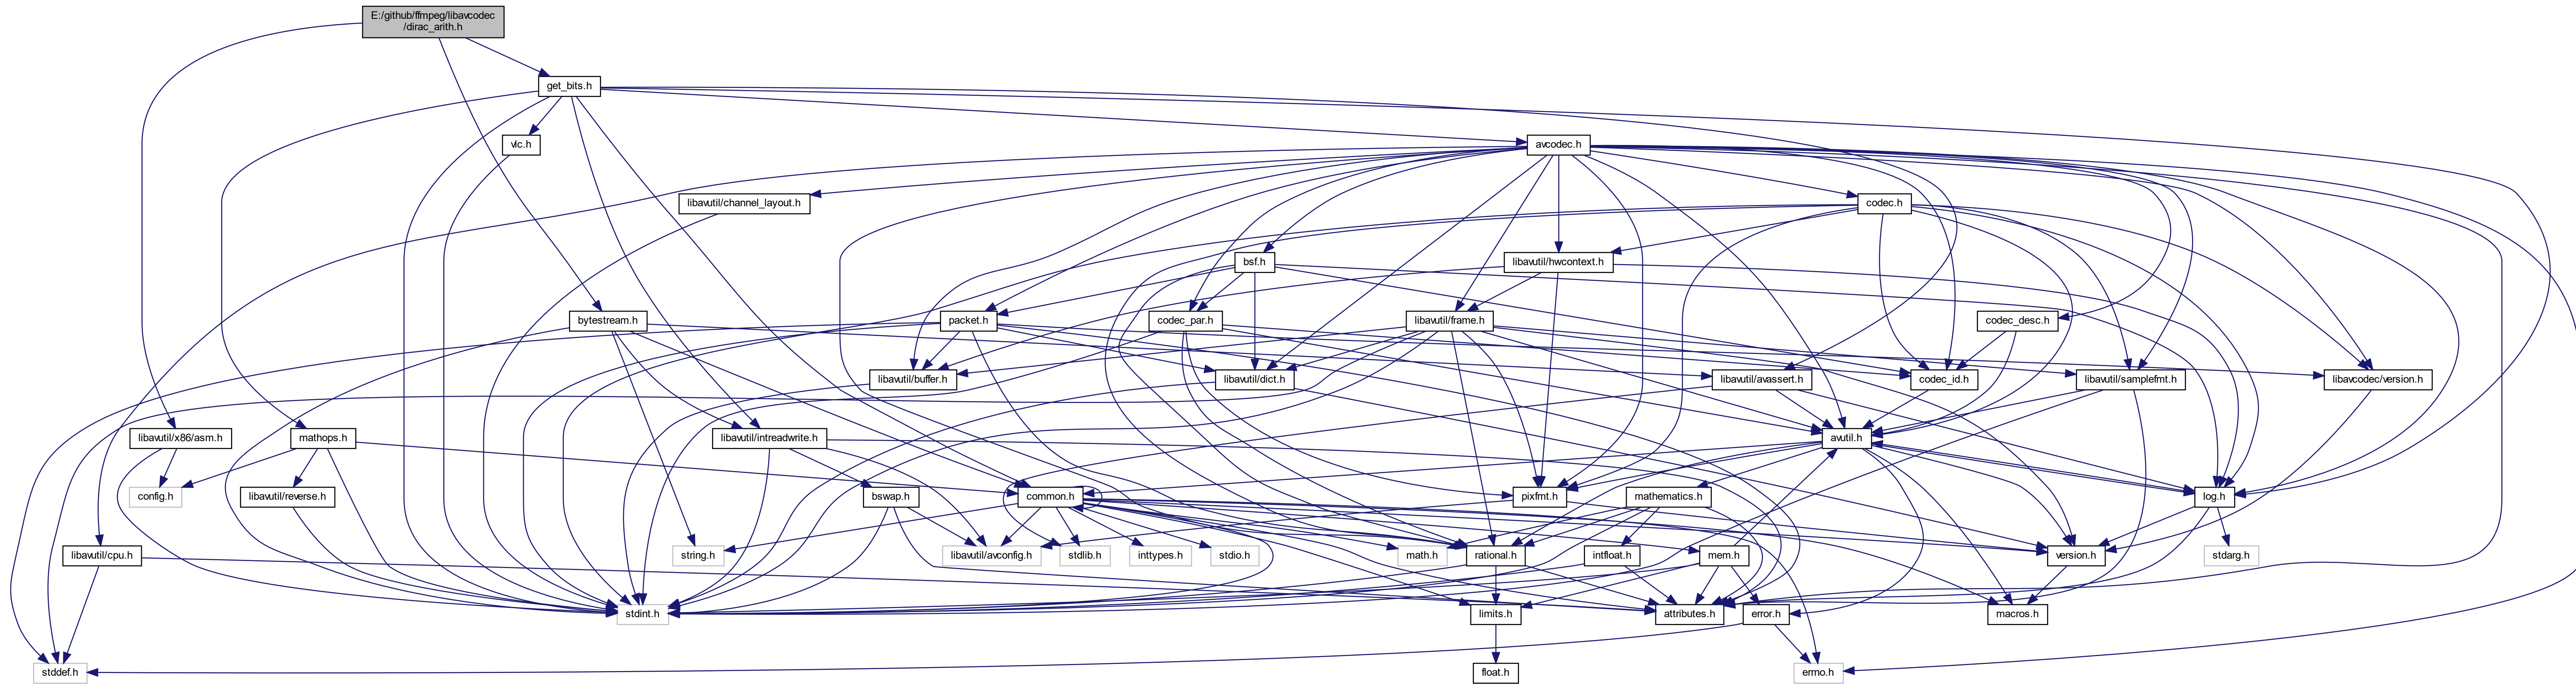 E:/github/ffmpeg/libavcodec
/dirac_arith.h
get_bits.h
vlc.h
avcodec.h
libavutil/channel_layout.h
codec.h
bsf.h
libavutil/hwcontext.h
bytestream.h
packet.h
codec_par.h
libavutil/frame.h
codec_desc.h
libavutil/buffer.h
libavutil/dict.h
libavutil/avassert.h
codec_id.h
libavutil/samplefmt.h
libavcodec/version.h
libavutil/x86/asm.h
mathops.h
libavutil/intreadwrite.h
avutil.h
config.h
libavutil/reverse.h
bswap.h
common.h
pixfmt.h
mathematics.h
log.h
libavutil/cpu.h
string.h
libavutil/avconfig.h
stdlib.h
inttypes.h
stdio.h
math.h
rational.h
intfloat.h
mem.h
version.h
stdarg.h
stdint.h
limits.h
attributes.h
error.h
macros.h
stddef.h
float.h
errno.h